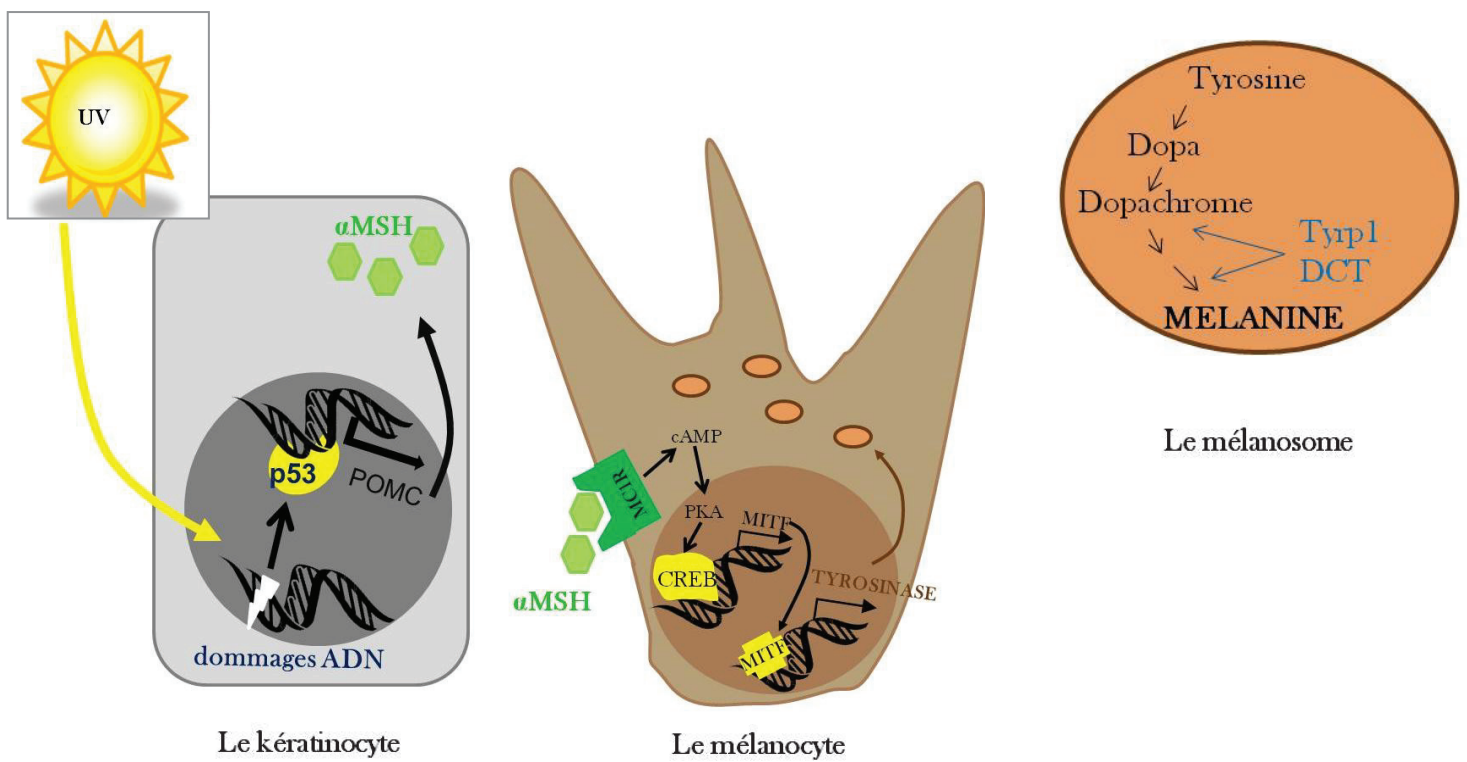 UV
αMSH
p53
POMC
dommages ADN
Le kératinocyte
cAMP
MC1R
PKA
MITF
CREB
αMSH
TYROSINASE
MITF
Le mélanocyte
Tyrosine
Dopa
Dopachrome
Tyrp1
DCT
MELANINE
Le mélanosome